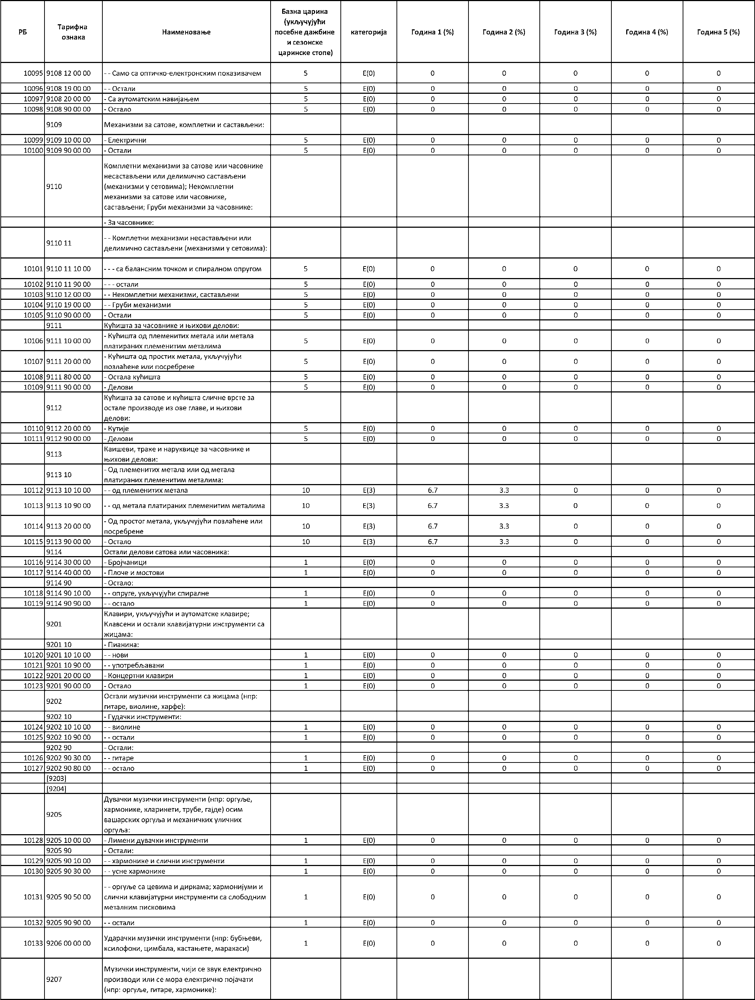 РБ Тарифна ознака Наименовање Базна царина (укључујући посебне дажбине и сезонске царинске стопе) категорија Година 1 (%) Година 2 (%) Година 3 (%) Година 4 (%) Година 5 (%)
10095 9108 12 00 00 - - Само са оптичко-електронским показивачем 5 E(0) 0 0 0 0 0
10096 9108 19 00 00 - - Остали 5 E(0) 0 0 0 0 0
10097 9108 20 00 00 - Са аутоматским навијањем 5 E(0) 0 0 0 0 0
10098 9108 90 00 00 - Остало 5 E(0) 0 0 0 0 0
9109 Механизми за сатове, комплетни и састављени:
10099 9109 10 00 00 - Електрични 5 E(0) 0 0 0 0 0
10100 9109 90 00 00 - Остали 5 E(0) 0 0 0 0 0
9110 Комплетни механизми за сатове или часовнике
несастављени или делимично састављени
(механизми у сетовима); Некомплетни
механизми за сатове или часовнике,
састављени; Груби механизми за часовнике:
- За часовнике:
9110 11 - - Комплетни механизми несастављени или
делимично састављени (механизми у сетовима):
10101 9110 11 10 00 - - - са балансним точком и спиралном опругом 5 E(0) 0 0 0 0 0
10102 9110 11 90 00 - - - остали 5 E(0) 0 0 0 0 0
10103 9110 12 00 00 - - Некомплетни механизми, састављени 5 E(0) 0 0 0 0 0
10104 9110 19 00 00 - - Груби механизми 5 E(0) 0 0 0 0 0
10105 9110 90 00 00 - Остали 5 E(0) 0 0 0 0 0
9111 Кућишта за часовнике и њихови делови:
10106 9111 10 00 00 - Кућишта од племенитих метала или метала
платираних племенитим металима 5 E(0) 0 0 0 0 0
10107 9111 20 00 00 - Кућишта од простих метала, укључујући
позлаћене или посребрене 5 E(0) 0 0 0 0 0
10108 9111 80 00 00 - Остала кућишта 5 E(0) 0 0 0 0 0
10109 9111 90 00 00 - Делови 5 E(0) 0 0 0 0 0
9112 Кућишта за сатове и кућишта сличне врсте за
остале производе из ове главе, и њихови
делови:
10110 9112 20 00 00 - Кутије 5 E(0) 0 0 0 0 0
10111 9112 90 00 00 - Делови 5 E(0) 0 0 0 0 0
9113 Каишеви, траке и наруквице за часовнике и
њихови делови:
9113 10 - Од племенитих метала или од метала
платираних племенитим металима:
10112 9113 10 10 00 - - од племенитих метала 10 E(3) 6.7 3.3 0 0 0
10113 9113 10 90 00 - - од метала платираних племенитим металима 10 E(3) 6.7 3.3 0 0 0
10114 9113 20 00 00 - Од простог метала, укључујући позлаћене или
посребрене 10 E(3) 6.7 3.3 0 0 0
10115 9113 90 00 00 - Остало 10 E(3) 6.7 3.3 0 0 0
9114 Остали делови сатова или часовника:
10116 9114 30 00 00 - Бројчаници 1 E(0) 0 0 0 0 0
10117 9114 40 00 00 - Плоче и мостови 1 E(0) 0 0 0 0 0
9114 90 - Остало:
10118 9114 90 10 00 - - опруге, укључујући спиралне 1 E(0) 0 0 0 0 0
10119 9114 90 90 00 - - остало 1 E(0) 0 0 0 0 0
9201 Клавири, укључујући и аутоматске клавире;
Клавсени и остали клавијатурни инструменти са
жицама:
9201 10 - Пианина:
10120 9201 10 10 00 - - нови 1 E(0) 0 0 0 0 0
10121 9201 10 90 00 - - употребљавани 1 E(0) 0 0 0 0 0
10122 9201 20 00 00 - Концертни клавири 1 E(0) 0 0 0 0 0
10123 9201 90 00 00 - Остало 1 E(0) 0 0 0 0 0
9202 Остали музички инструменти са жицама (нпр:
гитаре, виолине, харфе):
9202 10 - Гудачки инструменти:
10124 9202 10 10 00 - - виолине 1 E(0) 0 0 0 0 0
10125 9202 10 90 00 - - остали 1 E(0) 0 0 0 0 0
9202 90 - Остали:
10126 9202 90 30 00 - - гитаре 1 E(0) 0 0 0 0 0
10127 9202 90 80 00 - - остало 1 E(0) 0 0 0 0 0
[9203]
[9204]
9205 Дувачки музички инструменти (нпр: оргуље,
хармонике, кларинети, трубе, гајде) осим
вашарских оргуља и механичких уличних
оргуља:
10128 9205 10 00 00 - Лимени дувачки инструменти 1 E(0) 0 0 0 0 0
9205 90 - Остали:
10129 9205 90 10 00 - - хармонике и слични инструменти 1 E(0) 0 0 0 0 0
10130 9205 90 30 00 - - усне хармонике 1 E(0) 0 0 0 0 0
10131 9205 90 50 00 - - оргуље са цевима и диркама; хармонијуми и
слични клавијатурни инструменти са слободним
металним писковима 1 E(0) 0 0 0 0 0
10132 9205 90 90 00 - - остали 1 E(0) 0 0 0 0 0
10133 9206 00 00 00 Ударачки музички инструменти (нпр: бубњеви,
ксилофони, цимбала, кастањете, маракаси) 1 E(0) 0 0 0 0 0
9207 Музички инструменти, чији се звук електрично
производи или се мора електрично појачати
(нпр: оргуље, гитаре, хармонике):